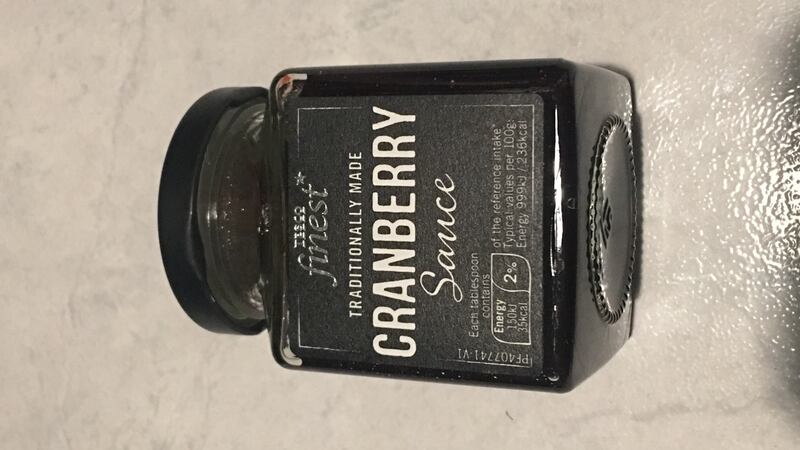 finest*
TRADITIONALLY MADE
CRANBERRY
Sauce
Each tablespoon
contains
Energy
150kJ
35kcal
2%
of the reference intake*
Typical values per 100g:
Energy 999kJ / 236kcal
PF407741-V1